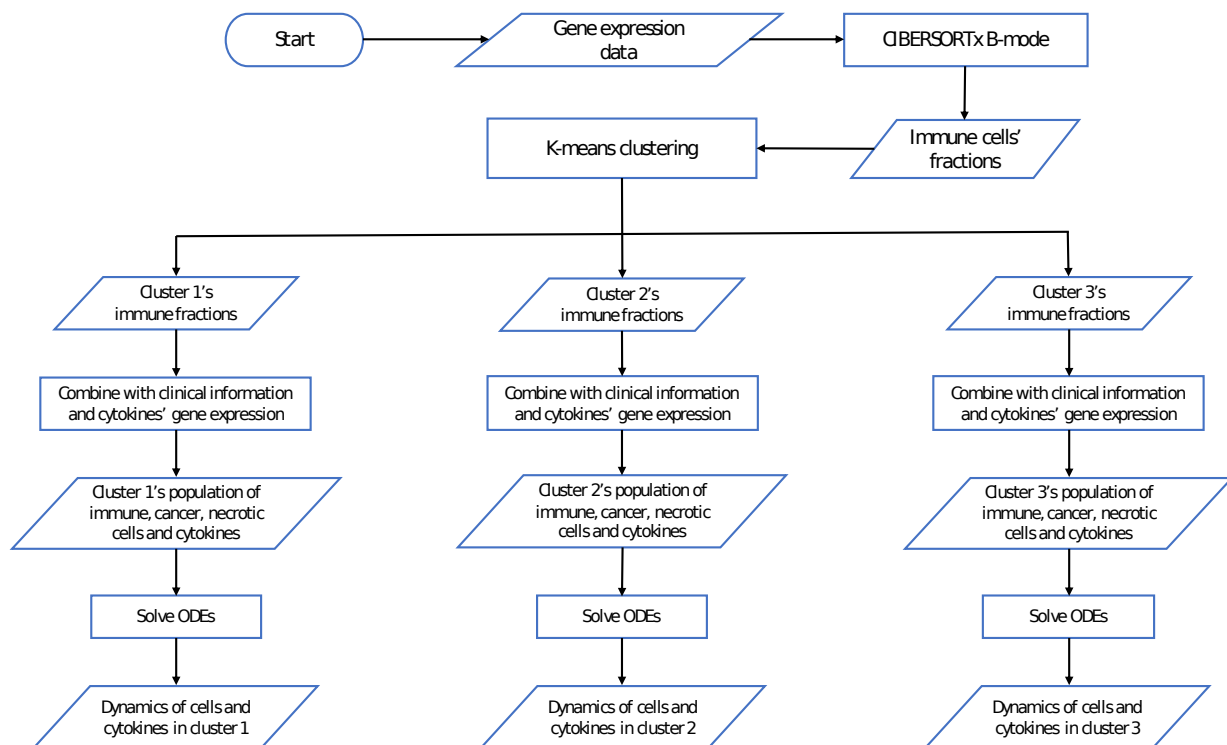 Start
Gene expression
data
CIBERSORTx B-mode
Immune cells'
fractions
K-means clustering
Cluster 1's
immune fractions
Cluster 2's
immune fractions
Cluster 3's
immune fractions
Combine with clinical information
and cytokines' gene expression
Combine with clinical information
and cytokines' gene expression
Combine with clinical information
and cytokines' gene expression
Cluster 1's population of
immune, cancer, necrotic
cells and cytokines
Cluster 2's population of
immune, cancer, necrotic
cells and cytokines
Cluster 3's population of
immune, cancer, necrotic
cells and cytokines
Solve ODEs
Solve ODEs
Solve ODEs
Dynamics of cells and
cytokines in cluster 1
Dynamics of cells and
cytokines in cluster 2
Dynamics of cells and
cytokines in cluster 3